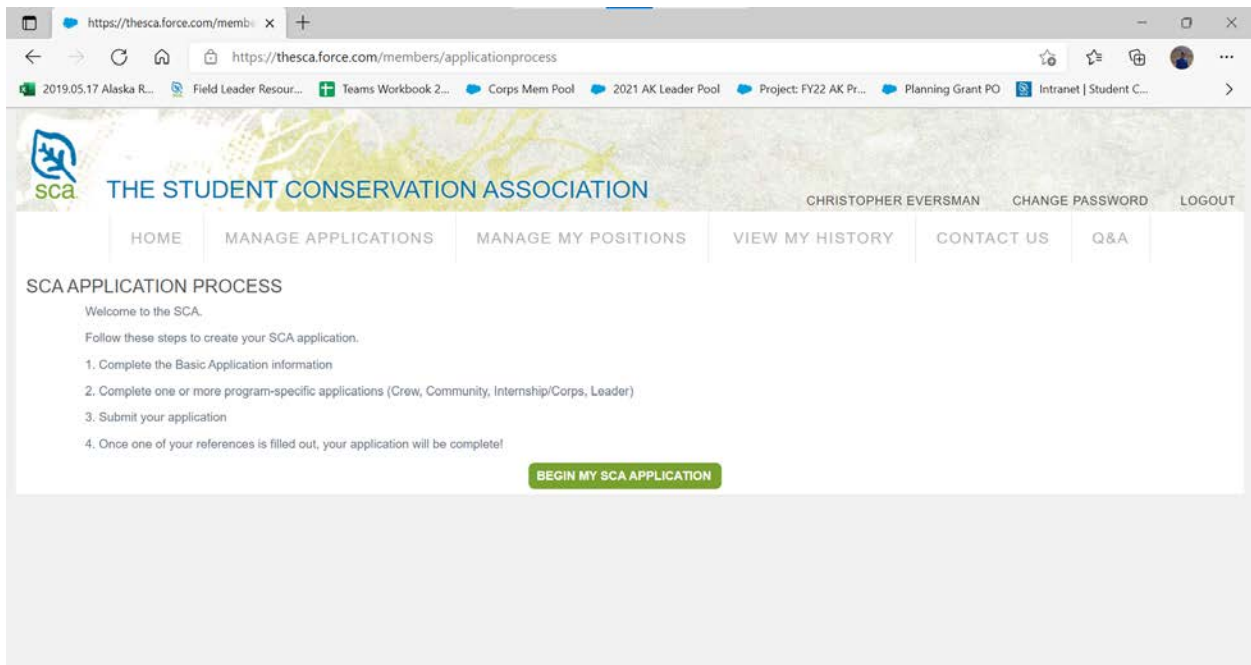 https://thesca.force.com/membe
https://thesca.force.com/members/applicationprocess
2019.05.17 Alaska R... Field Leader Resour... Teams Workbook 2... Corps Mem Pool 2021 AK Leader Pool Project: FY22 AK Pr... Planning Grant PO Intranet | Student C...
sca
THE STUDENT CONSERVATION ASSOCIATION
CHRISTOPHER EVERSMAN CHANGE PASSWORD LOGOUT
HOME MANAGE APPLICATIONS MANAGE MY POSITIONS VIEW MY HISTORY CONTACT US Q&A
SCA APPLICATION PROCESS
Welcome to the SCA.
Follow these steps to create your SCA application.
1. Complete the Basic Application information
2. Complete one or more program-specific applications (Crew, Community, Internship/Corps, Leader)
3. Submit your application
4. Once one of your references is filled out, your application will be complete!
BEGIN MY SCA APPLICATION